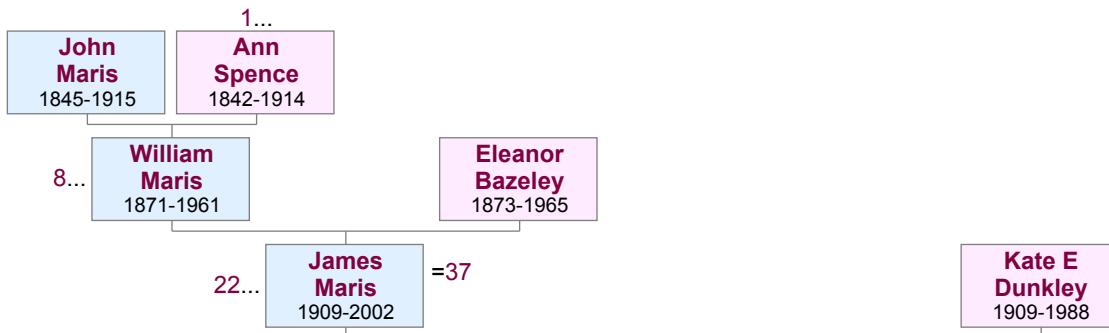 1...
John
Maris
1845-1915
Ann
Spence
1842-1914
8...
William
Maris
1871-1961
Eleanor
Bazeley
1873-1965
22...
James
Maris
1909-2002
=37
Kate E
Dunkley
1909-1988